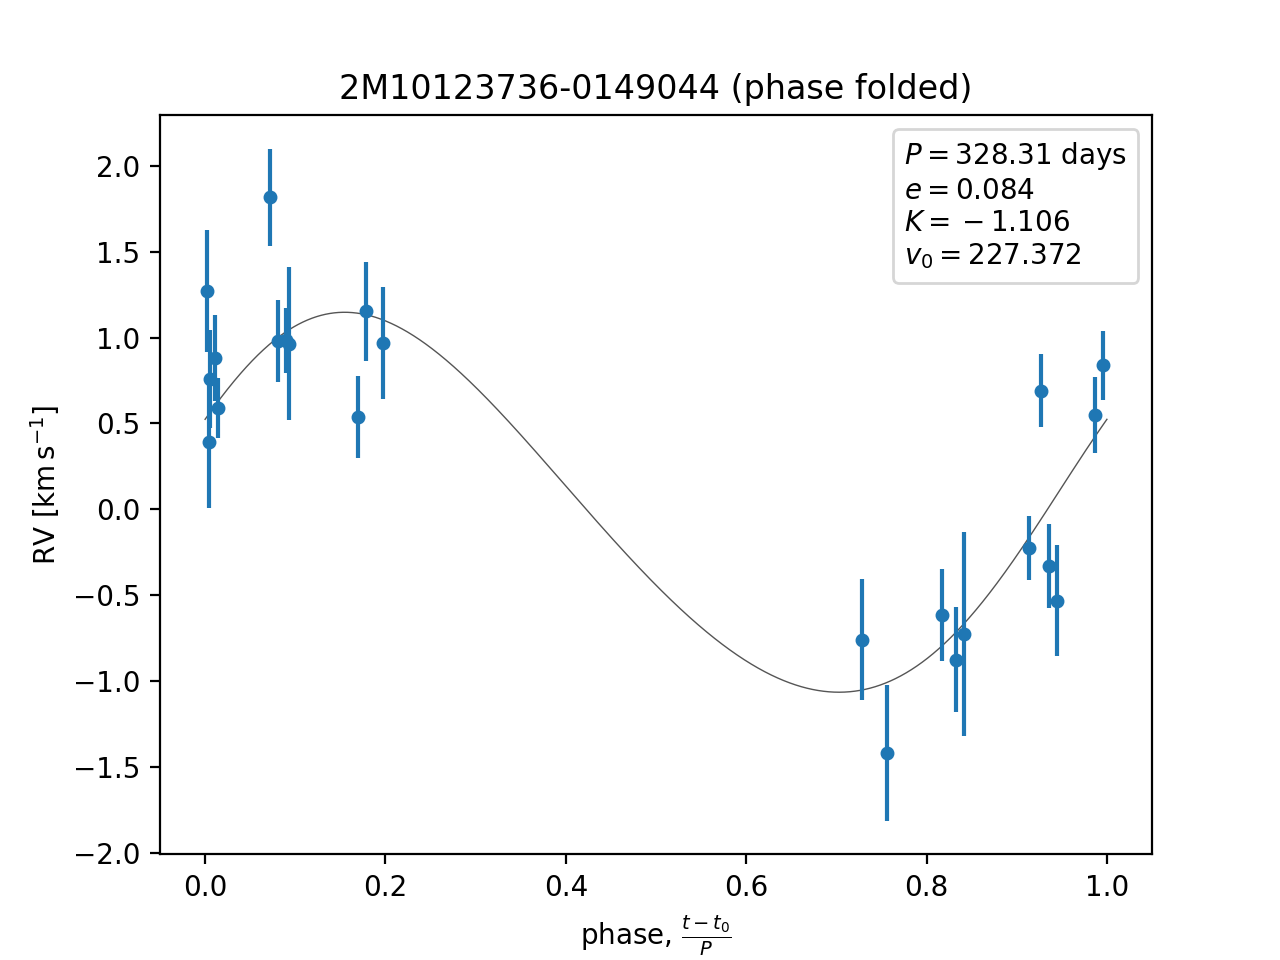 2M10123736-0149044 (phase folded)
P = 328.31 days
e = 0.084
K = −1.106
v₀ = 227.372
2.0
1.5
1.0
0.5
0.0
−0.5
−1.0
−1.5
−2.0
RV [km s⁻¹]
0.0 0.2 0.4 0.6 0.8 1.0
phase, (t − t₀)/P